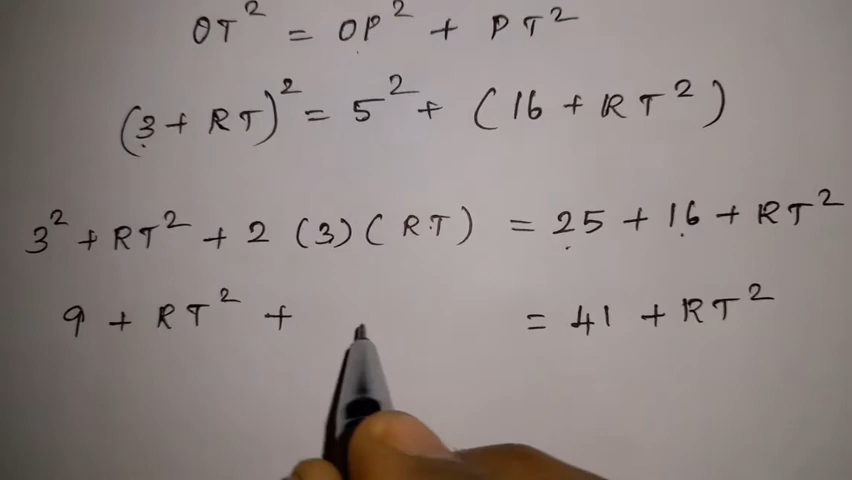 OT² = OP² + PT²
(3 + RT)² = 5² + (16 + RT²)
3² + RT² + 2 (3) (RT) = 25 + 16 + RT²
9 + RT² + = 41 + RT²